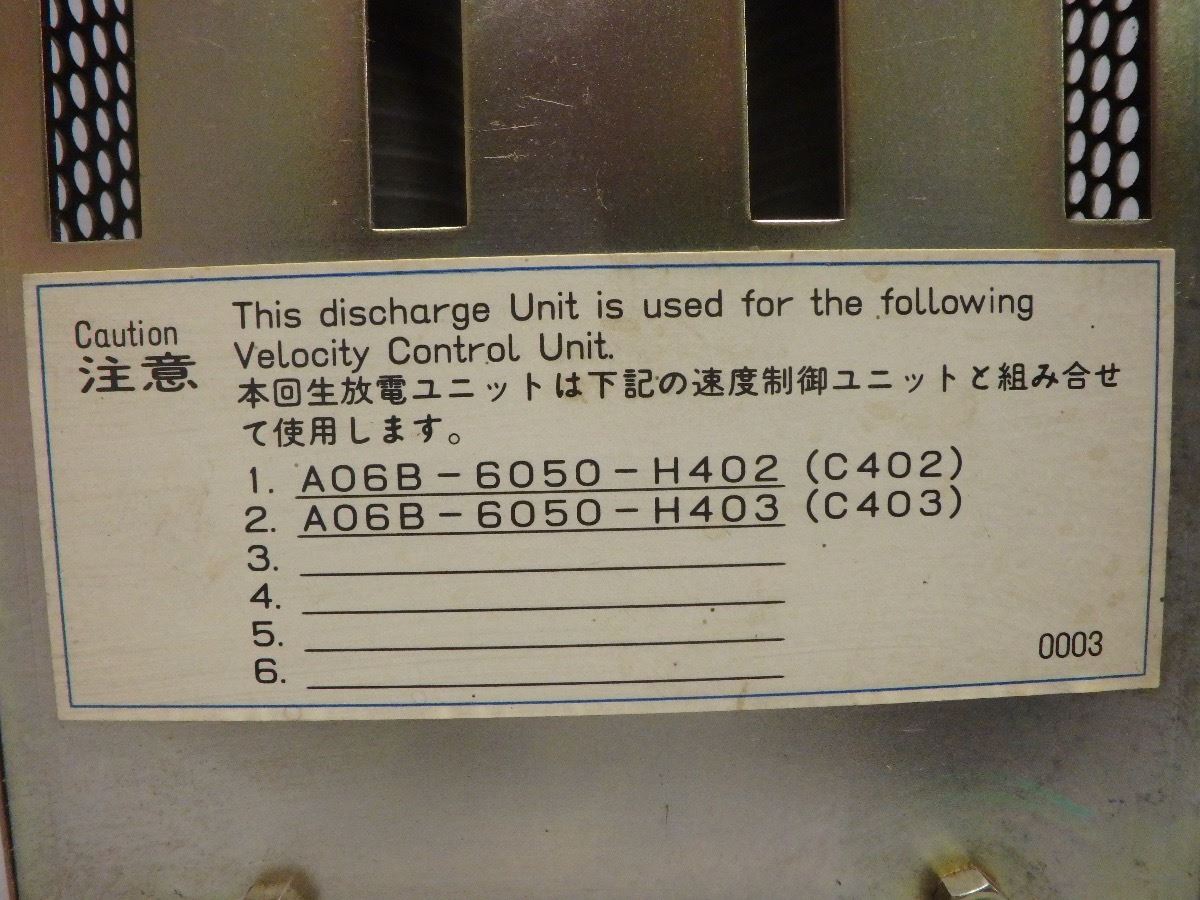 Caution
注意
This discharge Unit is used for the following
Velocity Control Unit.
本回生放電ユニットは下記の速度制御ユニットと組み合せ
て使用します。
1. A06B-6050-H402 (C402)
2. A06B-6050-H403 (C403)
3.
4.
5.
6.
0003